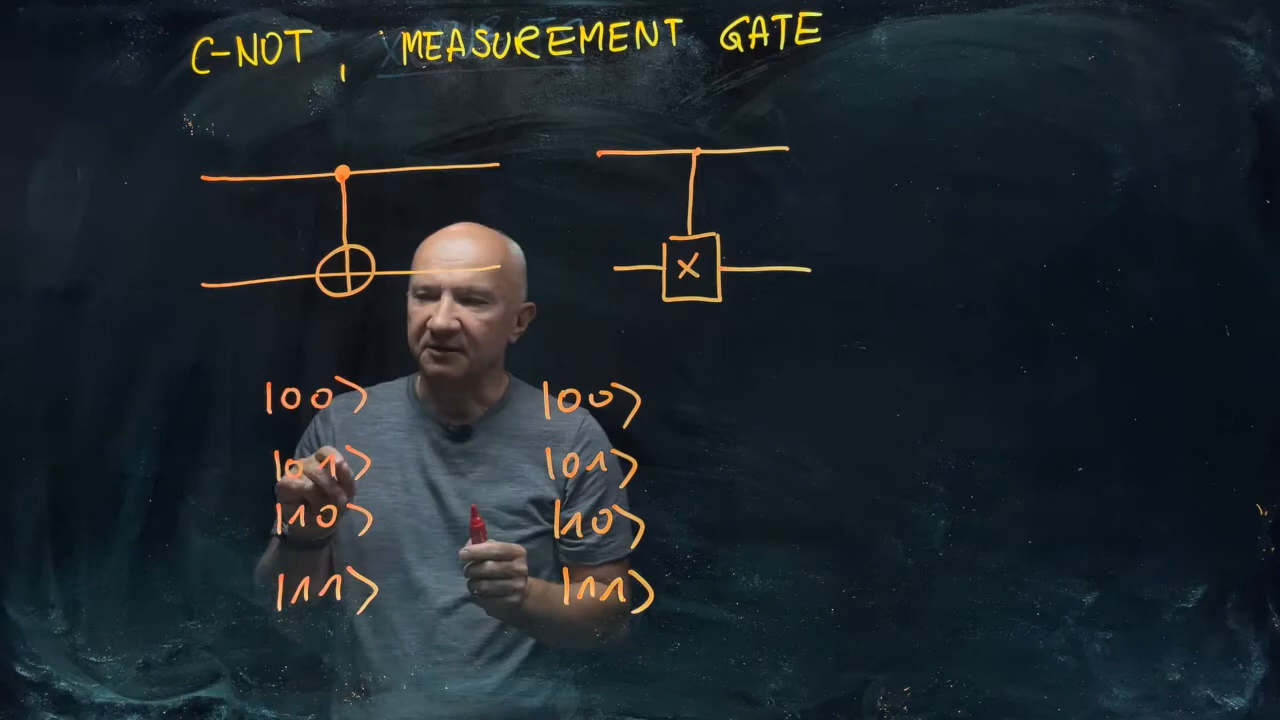 C-NOT, MEASUREMENT GATE
X
|00⟩ |00⟩
|01⟩ |01⟩
|10⟩ |10⟩
|11⟩ |11⟩